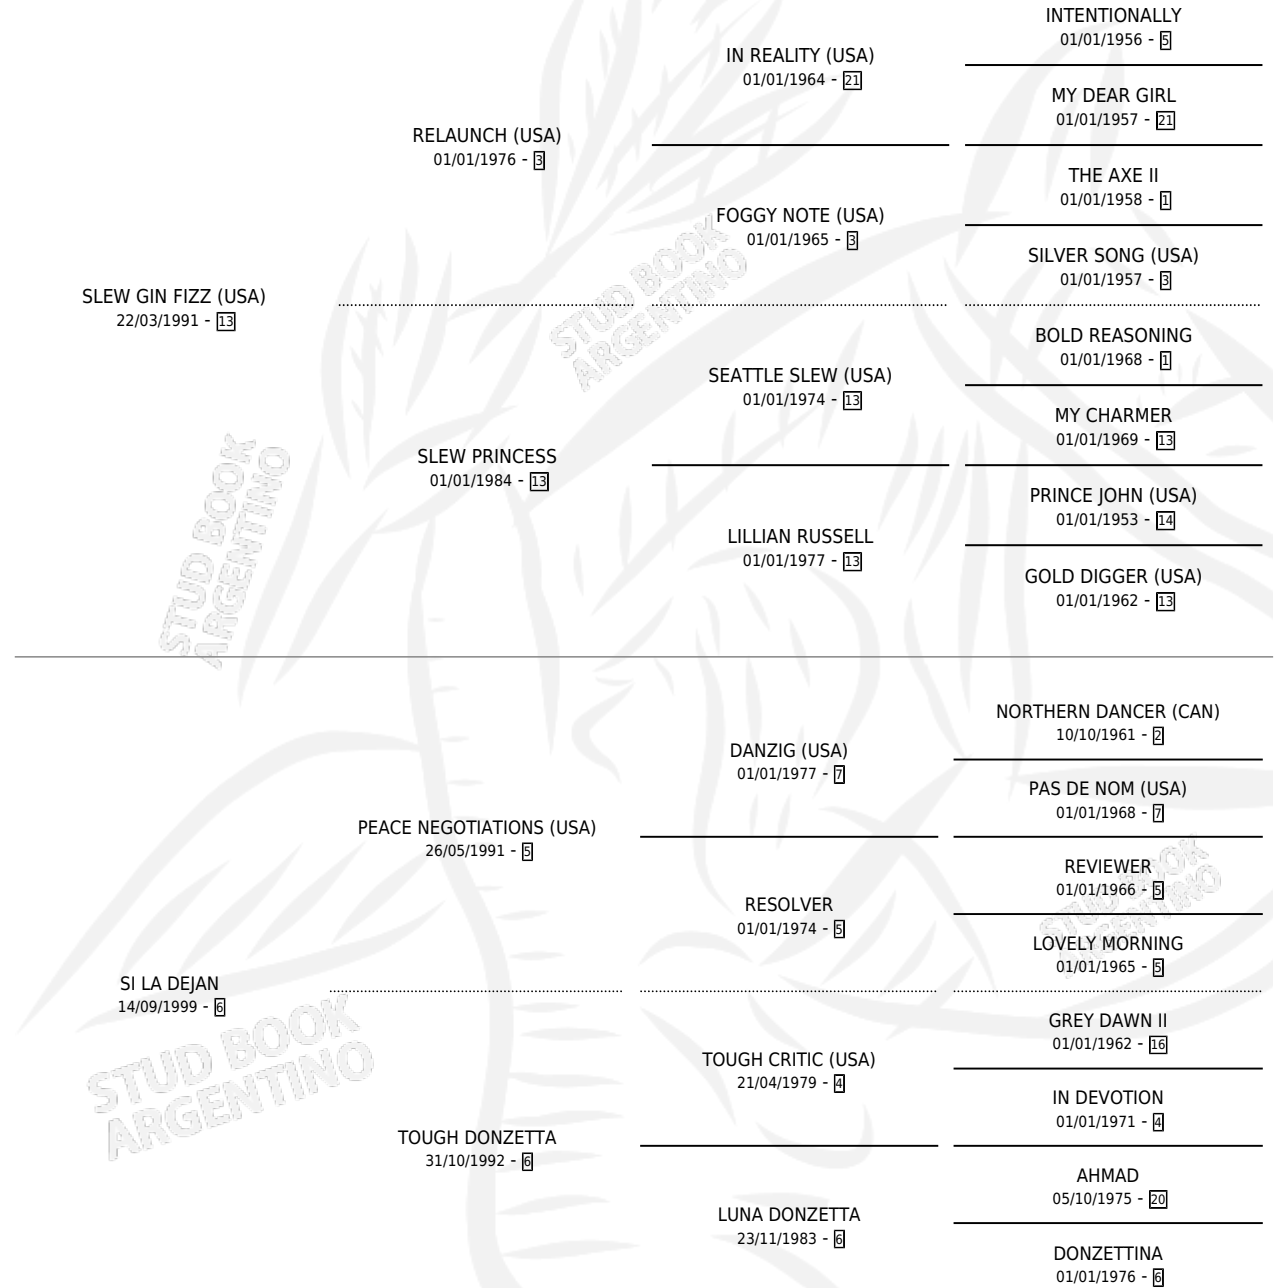 INTENTIONALLY
01/01/1956 - 5
IN REALITY (USA)
01/01/1964 - 21
MY DEAR GIRL
01/01/1957 - 21
RELAUNCH (USA)
01/01/1976 - 3
THE AXE II
01/01/1958 - 1
FOGGY NOTE (USA)
01/01/1965 - 3
SILVER SONG (USA)
01/01/1957 - 3
SLEW GIN FIZZ (USA)
22/03/1991 - 13
BOLD REASONING
01/01/1968 - 1
SEATTLE SLEW (USA)
01/01/1974 - 13
MY CHARMER
01/01/1969 - 13
SLEW PRINCESS
01/01/1984 - 13
PRINCE JOHN (USA)
01/01/1953 - 14
LILLIAN RUSSELL
01/01/1977 - 13
GOLD DIGGER (USA)
01/01/1962 - 13
NORTHERN DANCER (CAN)
10/10/1961 - 2
DANZIG (USA)
01/01/1977 - 7
PAS DE NOM (USA)
01/01/1968 - 7
PEACE NEGOTIATIONS (USA)
26/05/1991 - 5
REVIEWER
01/01/1966 - 5
RESOLVER
01/01/1974 - 5
LOVELY MORNING
01/01/1965 - 5
SI LA DEJAN
14/09/1999 - 6
GREY DAWN II
01/01/1962 - 16
TOUGH CRITIC (USA)
21/04/1979 - 4
IN DEVOTION
01/01/1971 - 4
TOUGH DONZETTA
31/10/1992 - 6
AHMAD
05/10/1975 - 20
LUNA DONZETTA
23/11/1983 - 6
DONZETTINA
01/01/1976 - 6
STUD BOOK
ARGENTINO
STUD BOOK
ARGENTINO
STUD BOOK
ARGENTINO
STUD BOOK
ARGENTINO